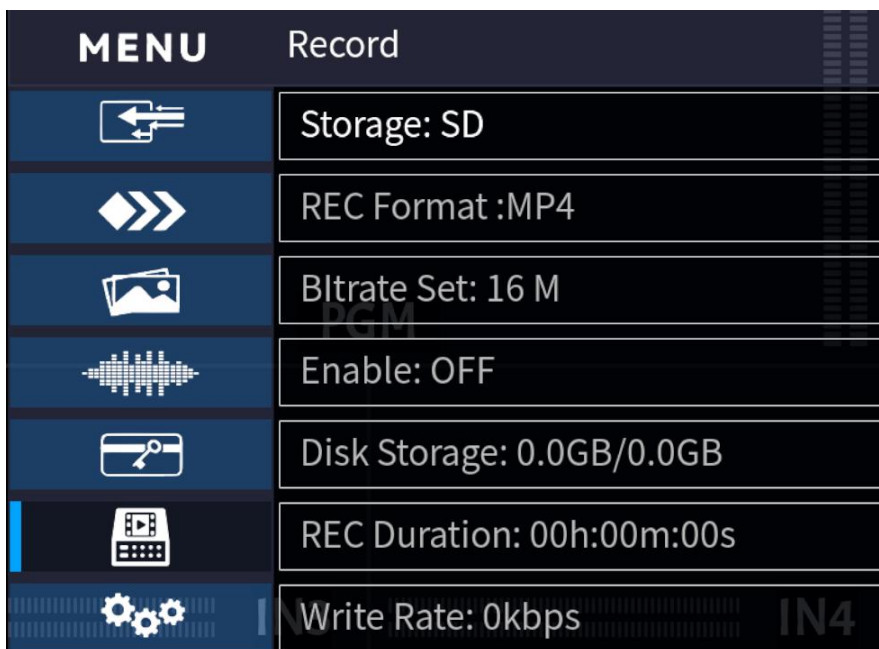 MENU Record
Storage: SD
REC Format :MP4
BItrate Set: 16 M
PGM
Enable: OFF
Disk Storage: 0.0GB/0.0GB
REC Duration: 00h:00m:00s
Write Rate: 0kbps
IN4